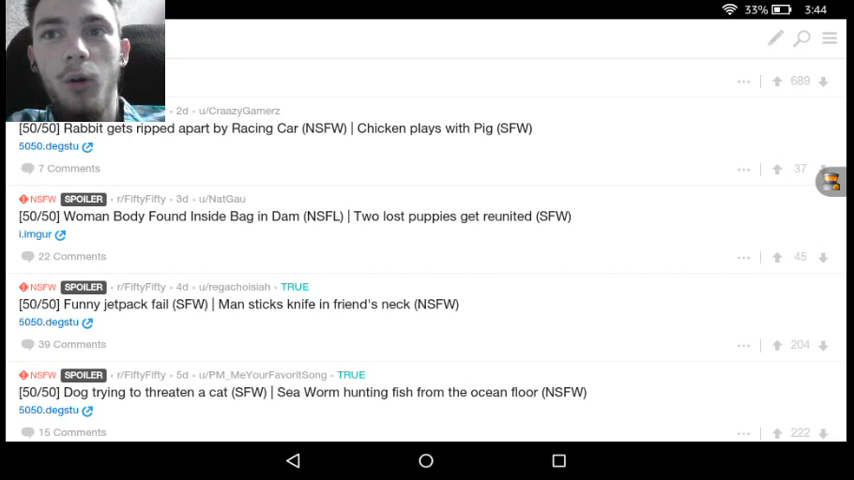 33% 3:44
689
2d • u/CraazyGamerz
[50/50] Rabbit gets ripped apart by Racing Car (NSFW) | Chicken plays with Pig (SFW)
5050.degstu
7 Comments
37
NSFW SPOILER • r/FiftyFifty • 3d • u/NatGau
[50/50] Woman Body Found Inside Bag in Dam (NSFL) | Two lost puppies get reunited (SFW)
i.imgur
22 Comments
45
NSFW SPOILER • r/FiftyFifty • 4d • u/regachoisiah TRUE
[50/50] Funny jetpack fail (SFW) | Man sticks knife in friend's neck (NSFW)
5050.degstu
39 Comments
204
NSFW SPOILER • r/FiftyFifty • 5d • u/PM_MeYourFavoritSong TRUE
[50/50] Dog trying to threaten a cat (SFW) | Sea Worm hunting fish from the ocean floor (NSFW)
5050.degstu
15 Comments
222